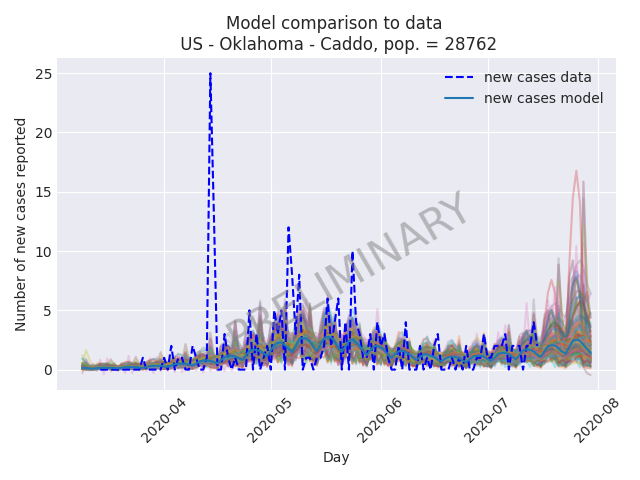 Model comparison to data
US - Oklahoma - Caddo, pop. = 28762
new cases data
new cases model
25
20
15
10
5
0
Number of new cases reported
PRELIMINARY
2020-04
2020-05
2020-06
2020-07
2020-08
Day